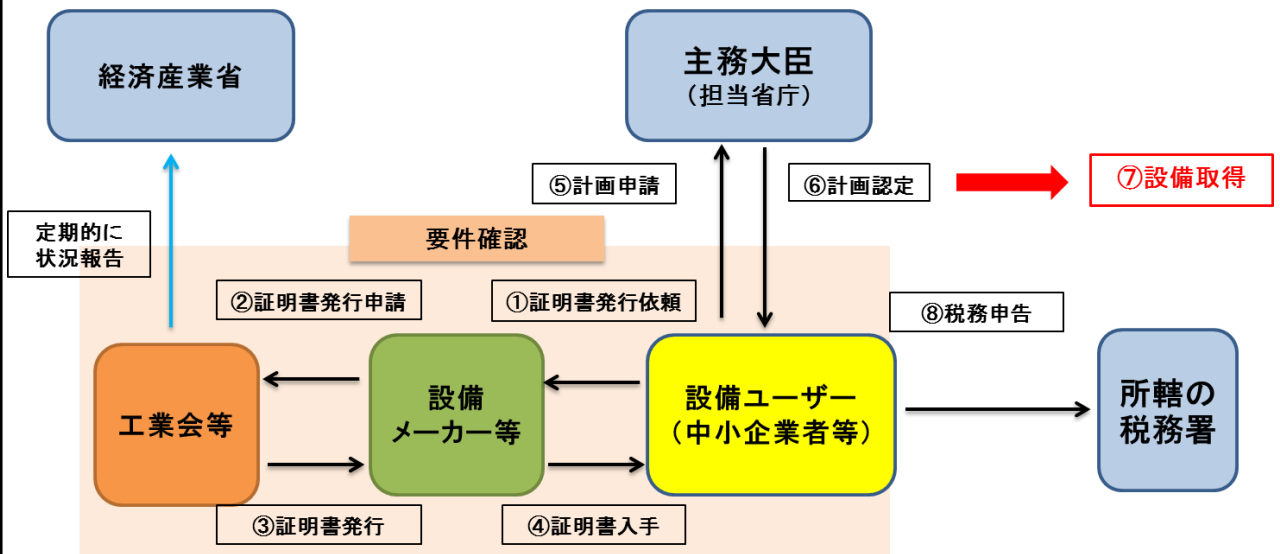 経済産業省
主務大臣
（担当省庁）
⑤計画申請
⑥計画認定
⑦設備取得
定期的に
状況報告
要件確認
②証明書発行申請
①証明書発行依頼
⑧税務申告
工業会等
設備
メーカー等
設備ユーザー
（中小企業者等）
所轄の
税務署
③証明書発行
④証明書入手